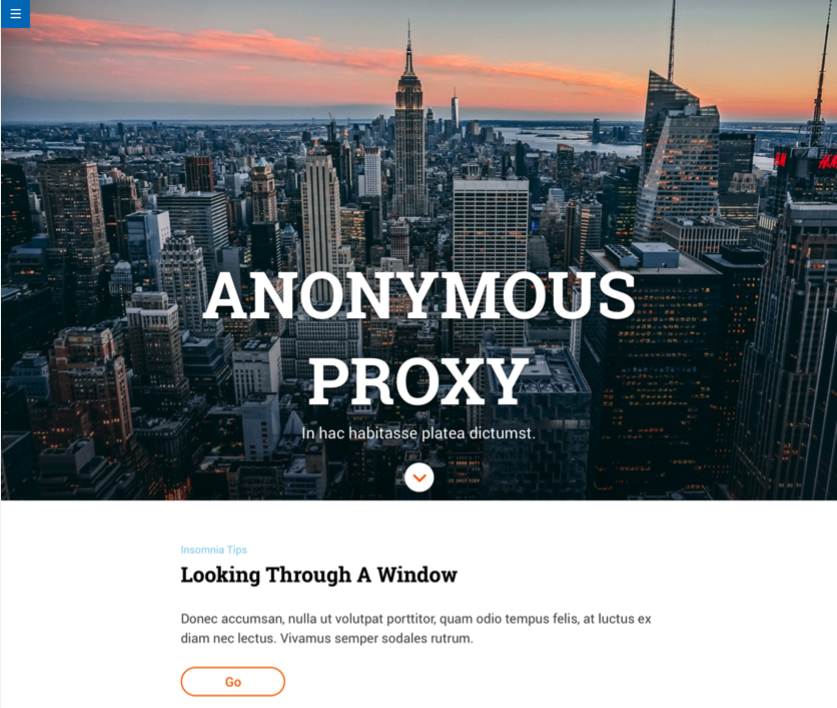 H&M
ANONYMOUS
PROXY
In hac habitasse platea dictumst.
Insomnia Tips
Looking Through A Window
Donec accumsan, nulla ut volutpat porttitor, quam odio tempus felis, at luctus ex
diam nec lectus. Vivamus semper sodales rutrum.
Go